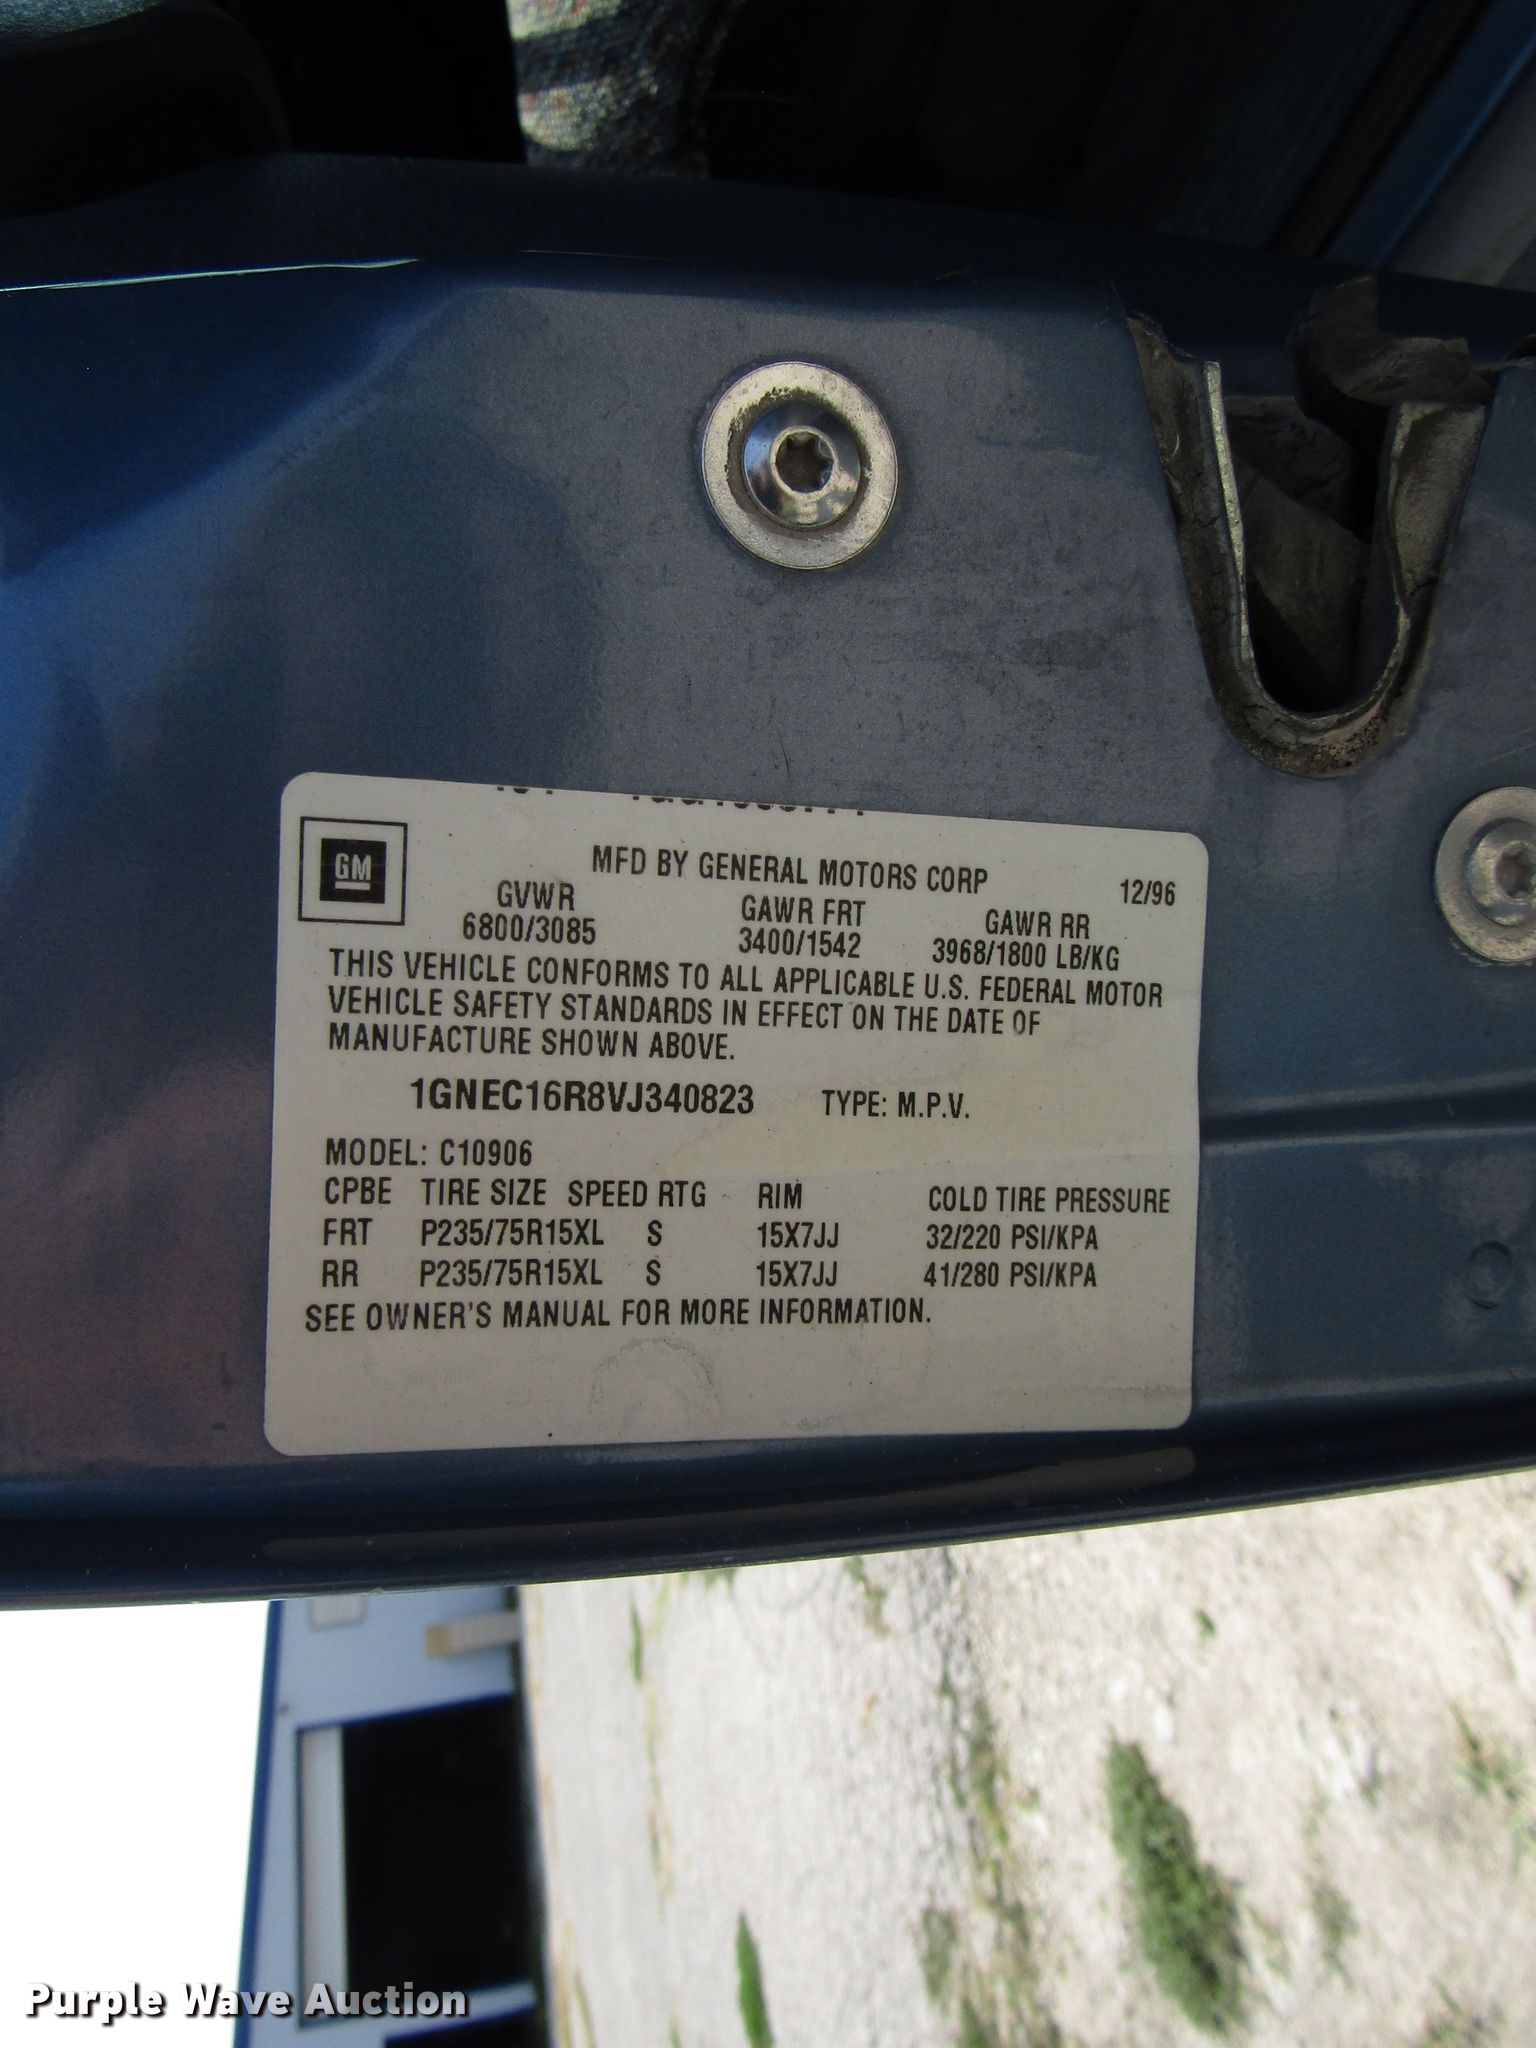 GM
MFD BY GENERAL MOTORS CORP 12/96
GVWR GAWR FRT GAWR RR
6800/3085 3400/1542 3968/1800 LB/KG
THIS VEHICLE CONFORMS TO ALL APPLICABLE U.S. FEDERAL MOTOR
VEHICLE SAFETY STANDARDS IN EFFECT ON THE DATE OF
MANUFACTURE SHOWN ABOVE.
1GNEC16R8VJ340823 TYPE: M.P.V.
MODEL: C10906
CPBE TIRE SIZE SPEED RTG RIM COLD TIRE PRESSURE
FRT P235/75R15XL S 15X7JJ 32/220 PSI/KPA
RR P235/75R15XL S 15X7JJ 41/280 PSI/KPA
SEE OWNER'S MANUAL FOR MORE INFORMATION.
Purple Wave Auction